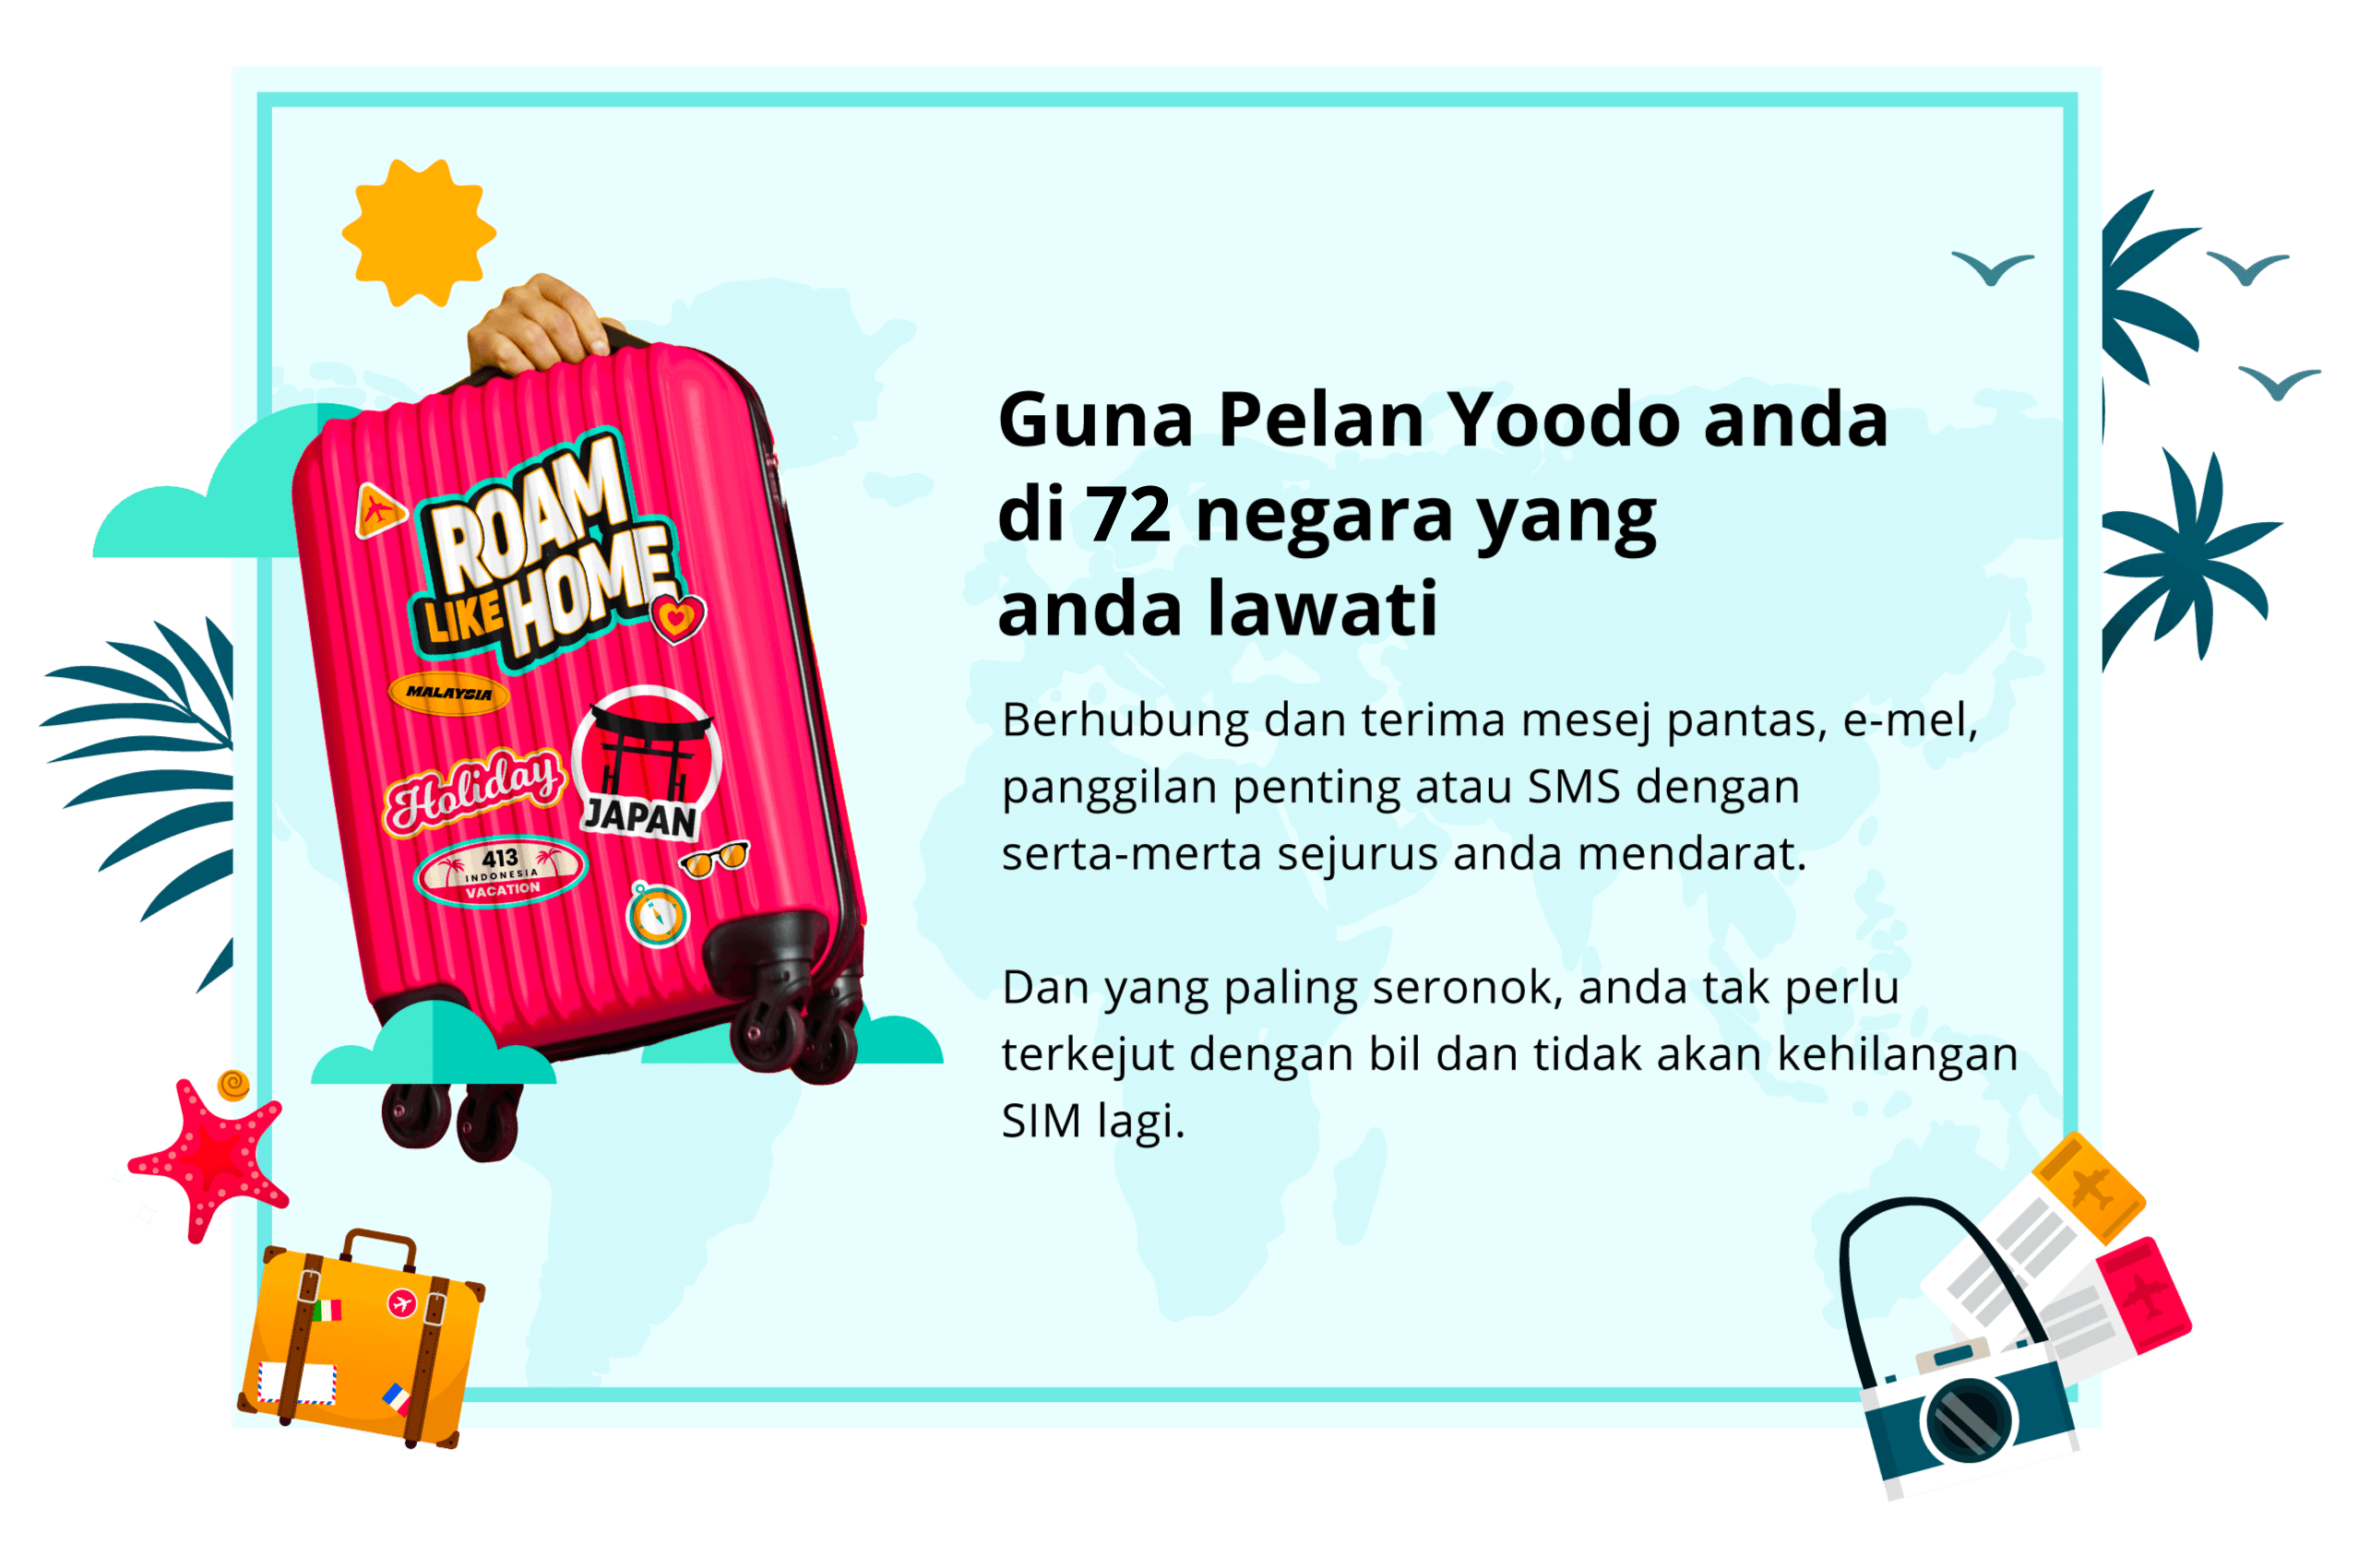 ROAM
LIKE HOME
MALAYSIA
Holiday
JAPAN
413
INDONESIA
VACATION
Guna Pelan Yoodo anda
di 72 negara yang
anda lawati
Berhubung dan terima mesej pantas, e-mel,
panggilan penting atau SMS dengan
serta-merta sejurus anda mendarat.
Dan yang paling seronok, anda tak perlu
terkejut dengan bil dan tidak akan kehilangan
SIM lagi.